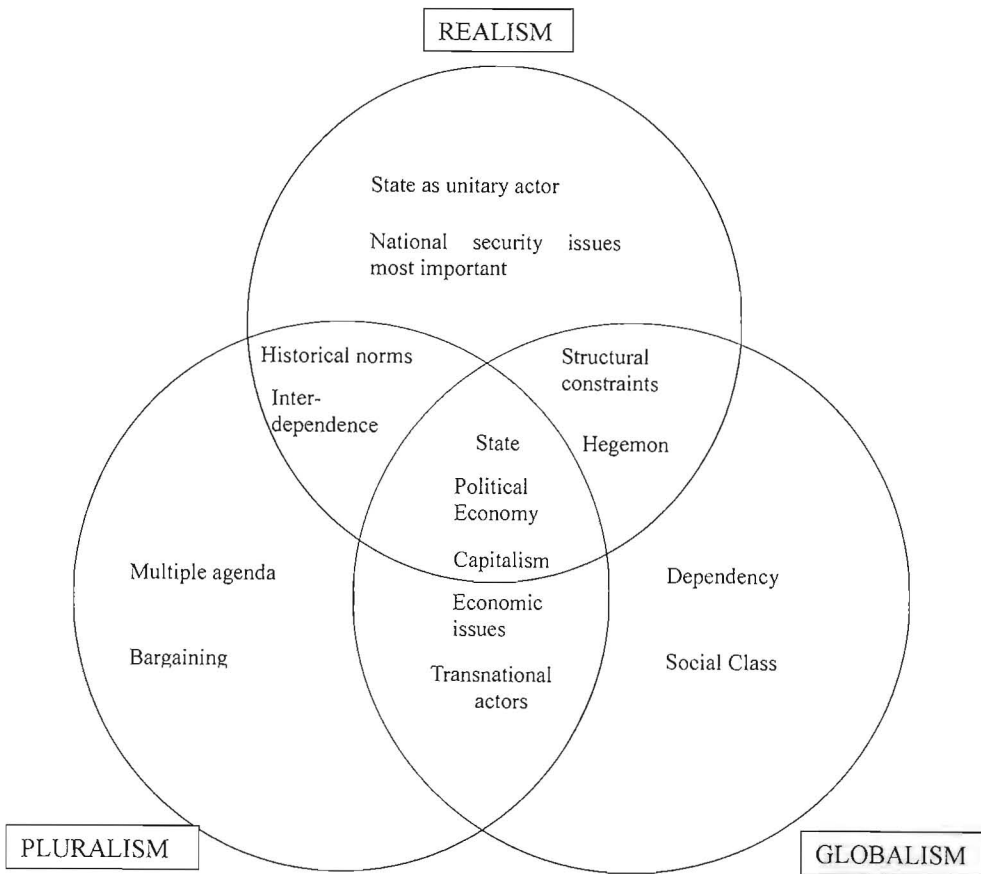 REALISM
State as unitary actor
National security issues
most important
Historical norms
Inter-
dependence
Structural
constraints
Hegemon
State
Political
Economy
Capitalism
Economic
issues
Transnational
actors
Multiple agenda
Bargaining
Dependency
Social Class
PLURALISM
GLOBALISM